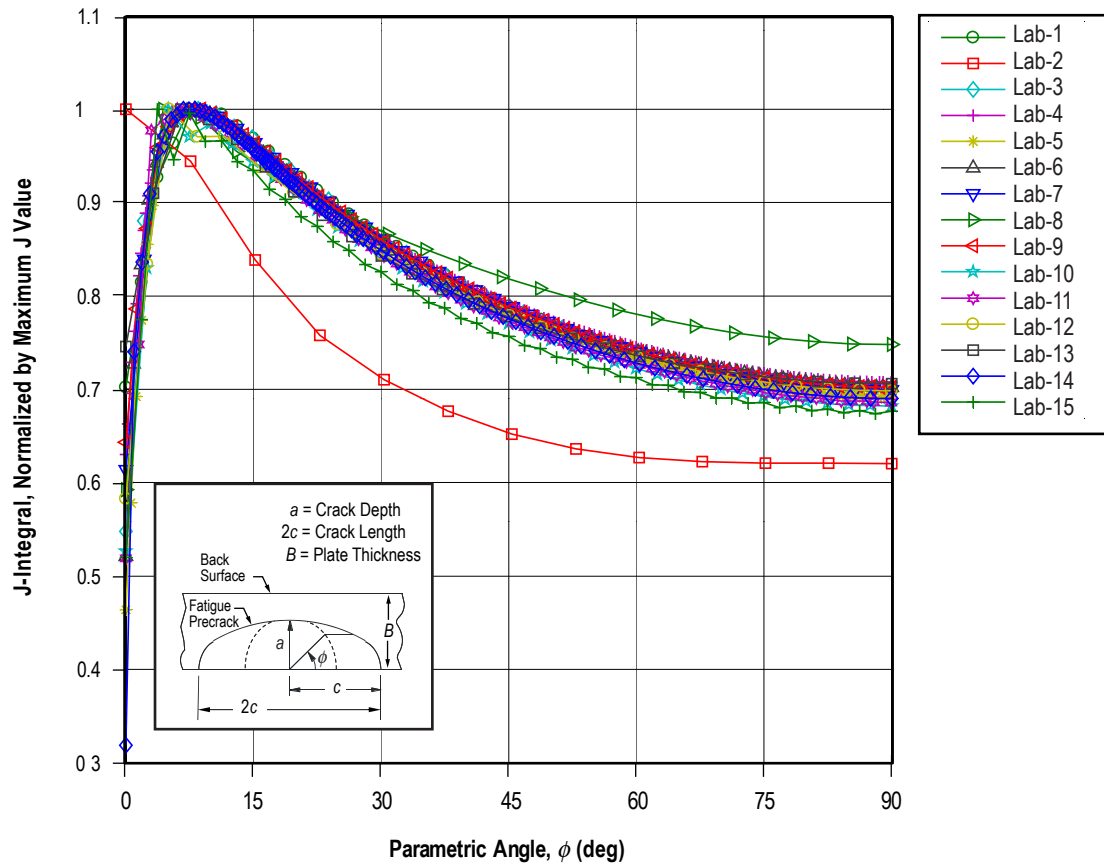 J-Integral, Normalized by Maximum J Value
1.1
1
0.9
0.8
0.7
0.6
0.5
0.4
0 3
0
15
30
45
60
75
90
Parametric Angle, ϕ (deg)
a = Crack Depth
2c = Crack Length
B = Plate Thickness
Back
Surface
Fatigue
Precrack
a
ϕ
B
c
2c
Lab-1
Lab-2
Lab-3
Lab-4
Lab-5
Lab-6
Lab-7
Lab-8
Lab-9
Lab-10
Lab-11
Lab-12
Lab-13
Lab-14
Lab-15